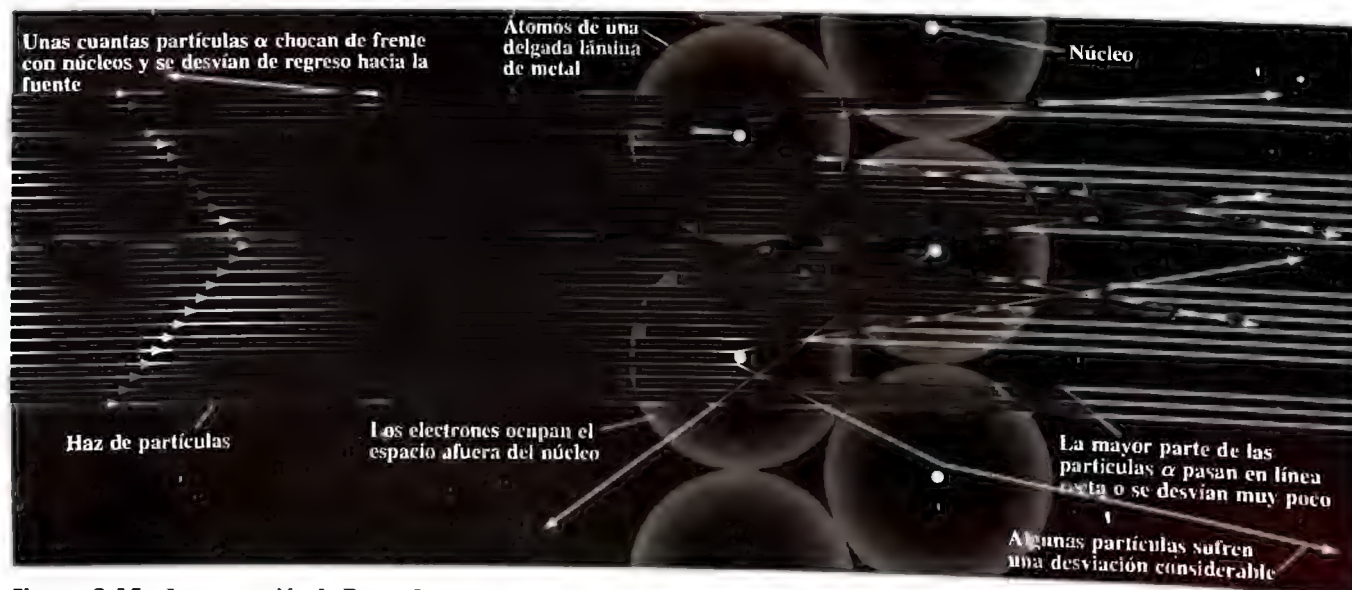 Unas cuantas partículas α chocan de frente
con núcleos y se desvían de regreso hacia la
fuente
Átomos de una
delgada lámina
de metal
Núcleo
Haz de partículas
Los electrones ocupan el
espacio afuera del núcleo
La mayor parte de las
partículas α pasan en línea
recta o se desvían muy poco
Algunas partículas sufren
una desviación considerable